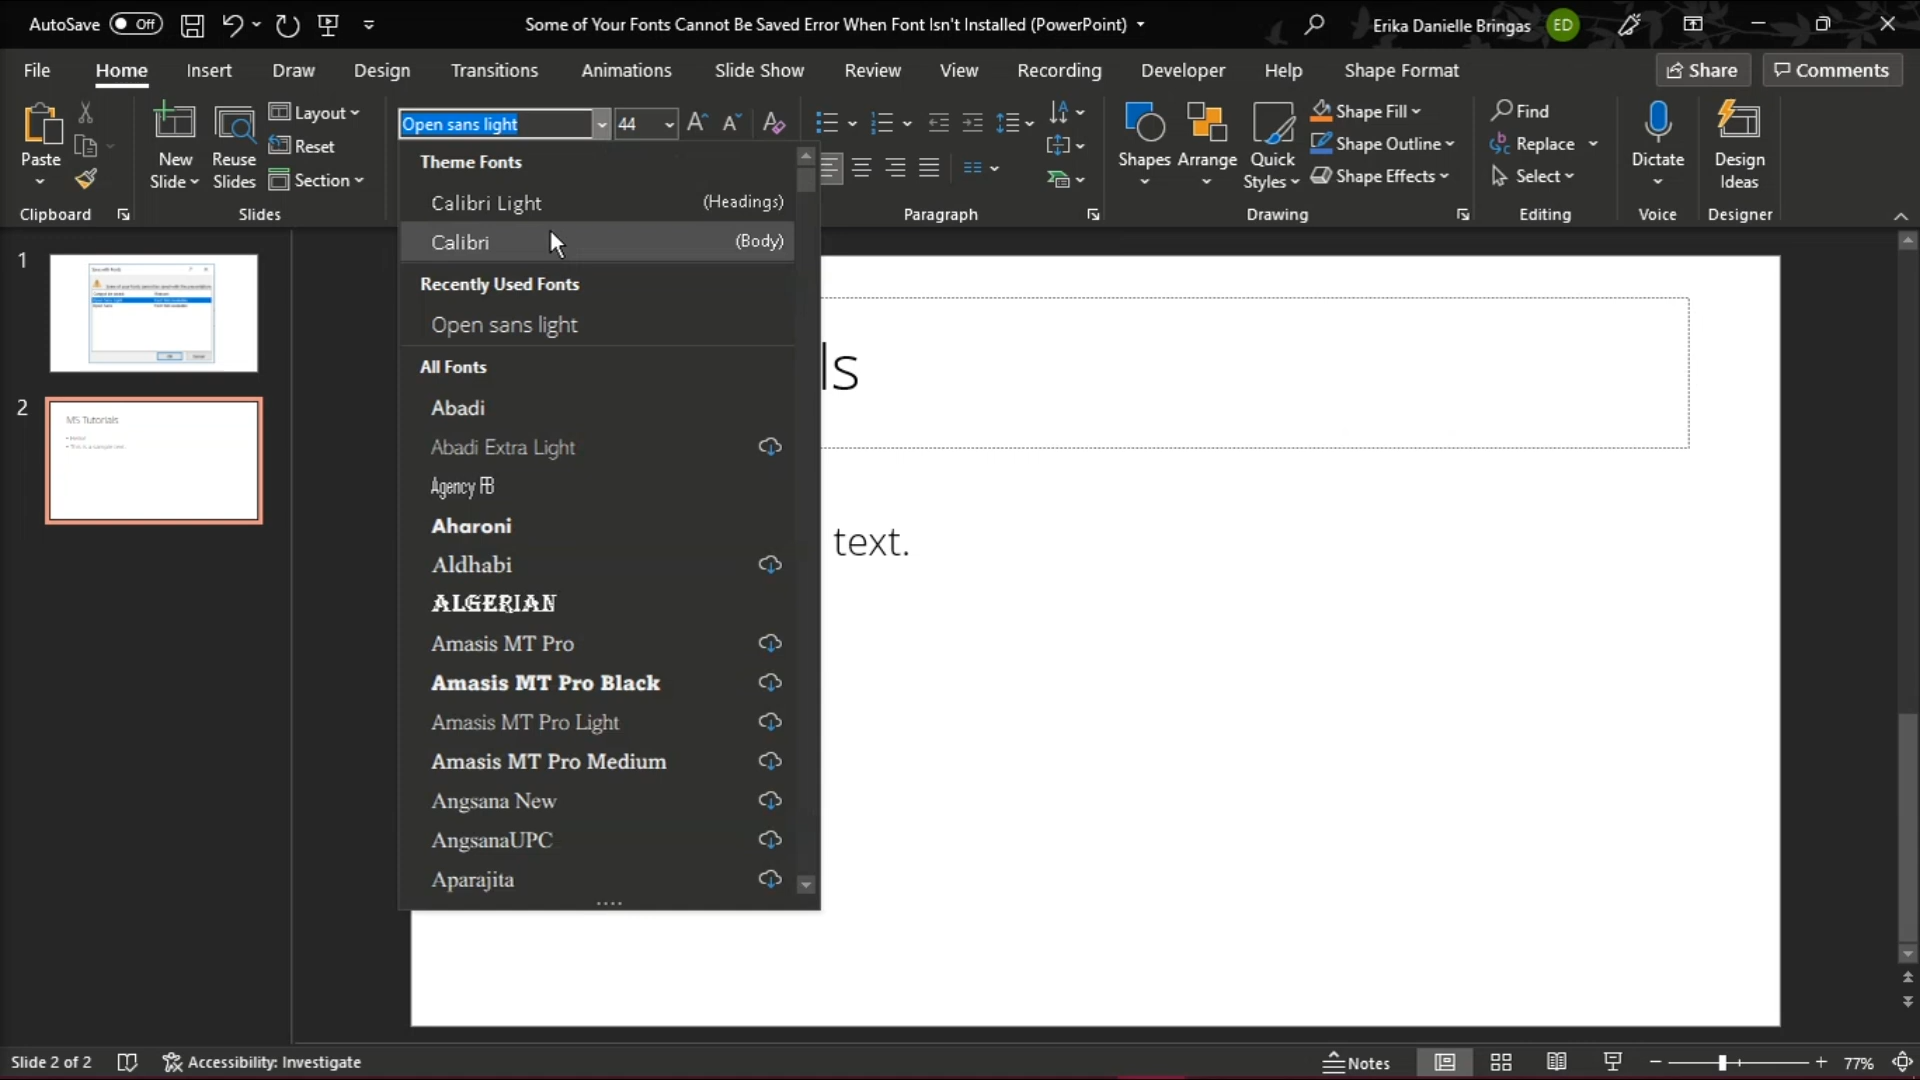 AutoSave Off Some of Your Fonts Cannot Be Saved Error When Font Isn't Installed (PowerPoint) Erika Danielle Bringas ED
File Home Insert Draw Design Transitions Animations Slide Show Review View Recording Developer Help Shape Format Share Comments
Paste
New Slide
Reuse Slides
Layout
Reset
Section
Open sans light 44
Shapes
Arrange
Quick Styles
Shape Fill
Shape Outline
Shape Effects
Find
Replace
Select
Dictate
Design Ideas
Clipboard Slides Paragraph Drawing Editing Voice Designer
Theme Fonts
Calibri Light (Headings)
Calibri (Body)
Recently Used Fonts
Open sans light
All Fonts
Abadi
Abadi Extra Light
Agency FB
Aharoni
Aldhabi
ALGERIAN
Amasis MT Pro
Amasis MT Pro Black
Amasis MT Pro Light
Amasis MT Pro Medium
Angsana New
AngsanaUPC
Aparajita
1
2
MS Tutorials
This is a sample text.
ls
text.
Slide 2 of 2 Accessibility: Investigate Notes 77%